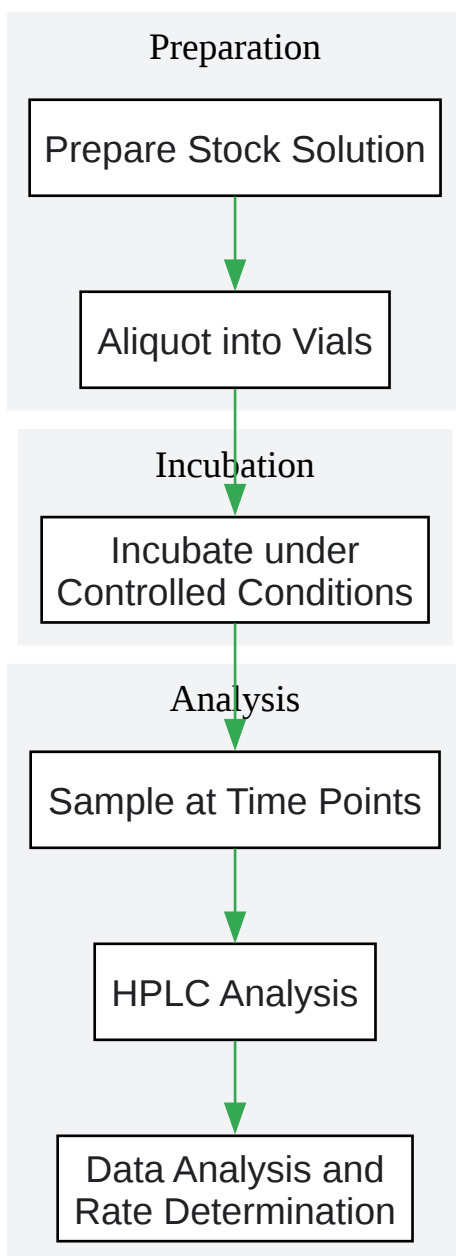 Preparation
Prepare Stock Solution
Aliquot into Vials
Incubation
Incubate under
Controlled Conditions
Analysis
Sample at Time Points
HPLC Analysis
Data Analysis and
Rate Determination